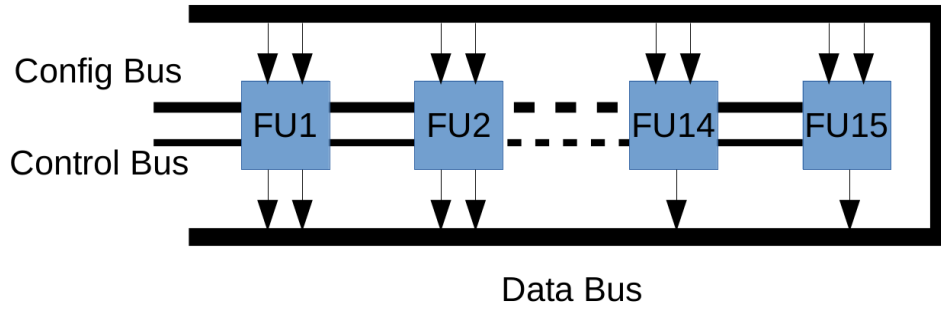 Config Bus
FU1
FU2
FU14
FU15
Control Bus
Data Bus